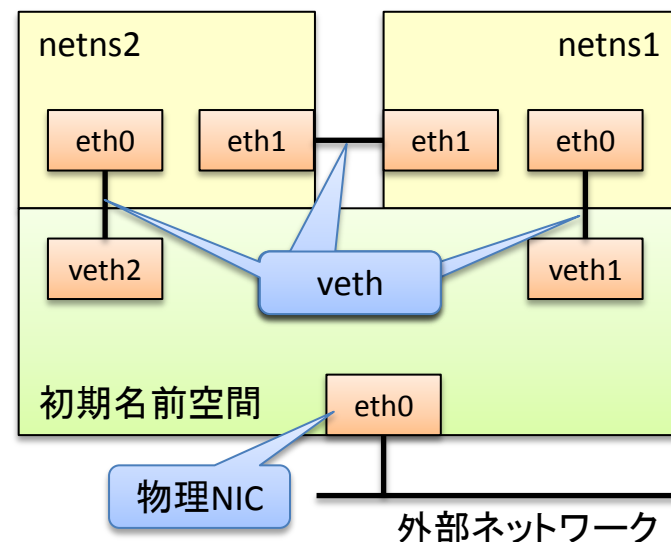 netns2
netns1
eth0
eth1
eth1
eth0
veth2
veth
veth1
初期名前空間
eth0
物理NIC
外部ネットワーク